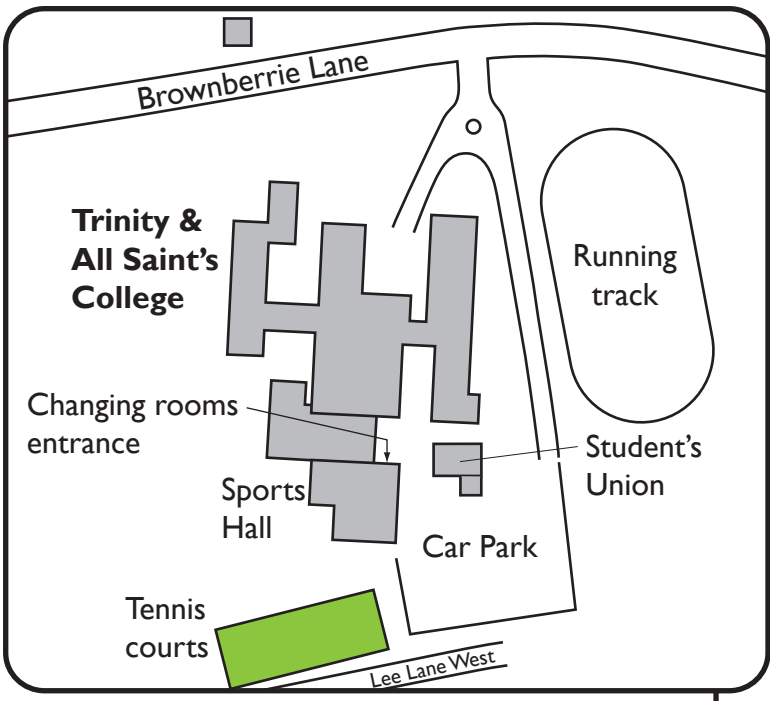 Brownberrie Lane
Trinity &
All Saint's
College
Running
track
Changing rooms
entrance
Student's
Union
Sports
Hall
Car Park
Tennis
courts
Lee Lane West